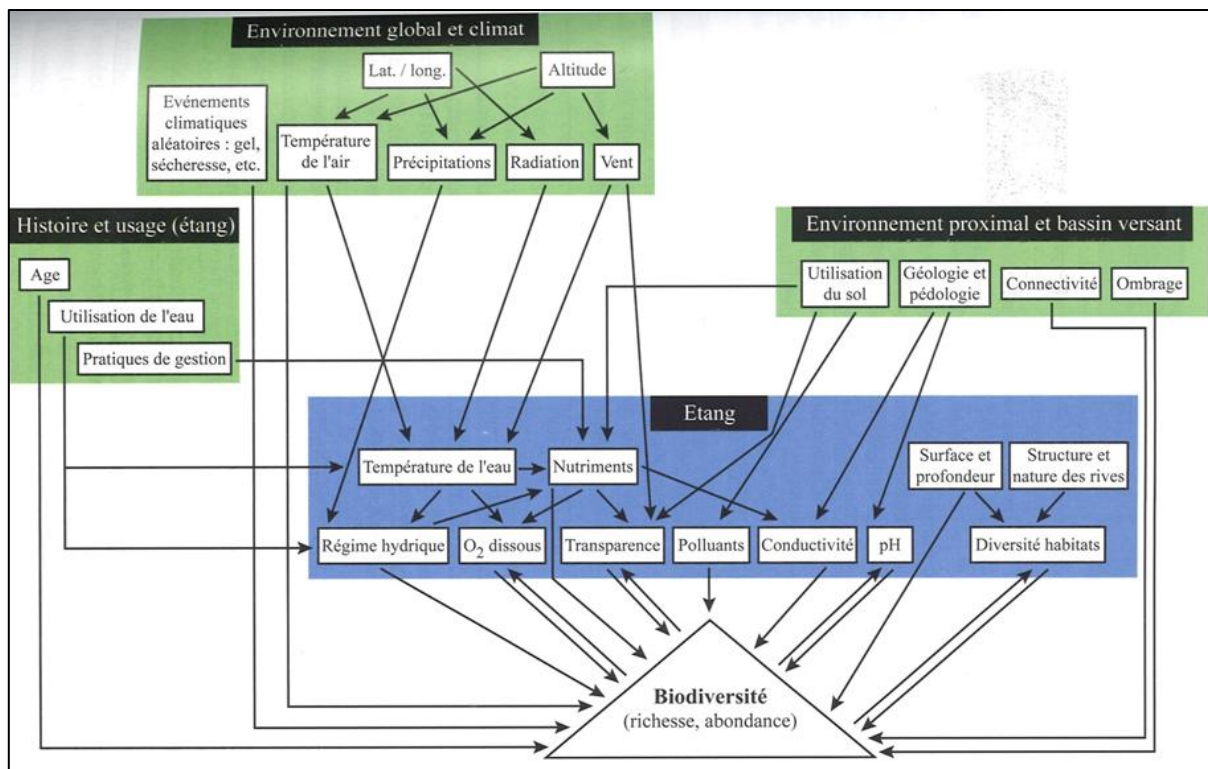 Environnement global et climat
Lat. / long.
Altitude
Evénements
climatiques
aléatoires : gel,
sécheresse, etc.
Température
de l'air
Précipitations
Radiation
Vent
Histoire et usage (étang)
Age
Utilisation de l'eau
Pratiques de gestion
Environnement proximal et bassin versant
Utilisation
du sol
Géologie et
pédologie
Connectivité
Ombrage
Etang
Température de l'eau
Nutriments
Surface et
profondeur
Structure et
nature des rives
Régime hydrique
O2 dissous
Transparence
Polluants
Conductivité
pH
Diversité habitats
Biodiversité
(richesse, abondance)